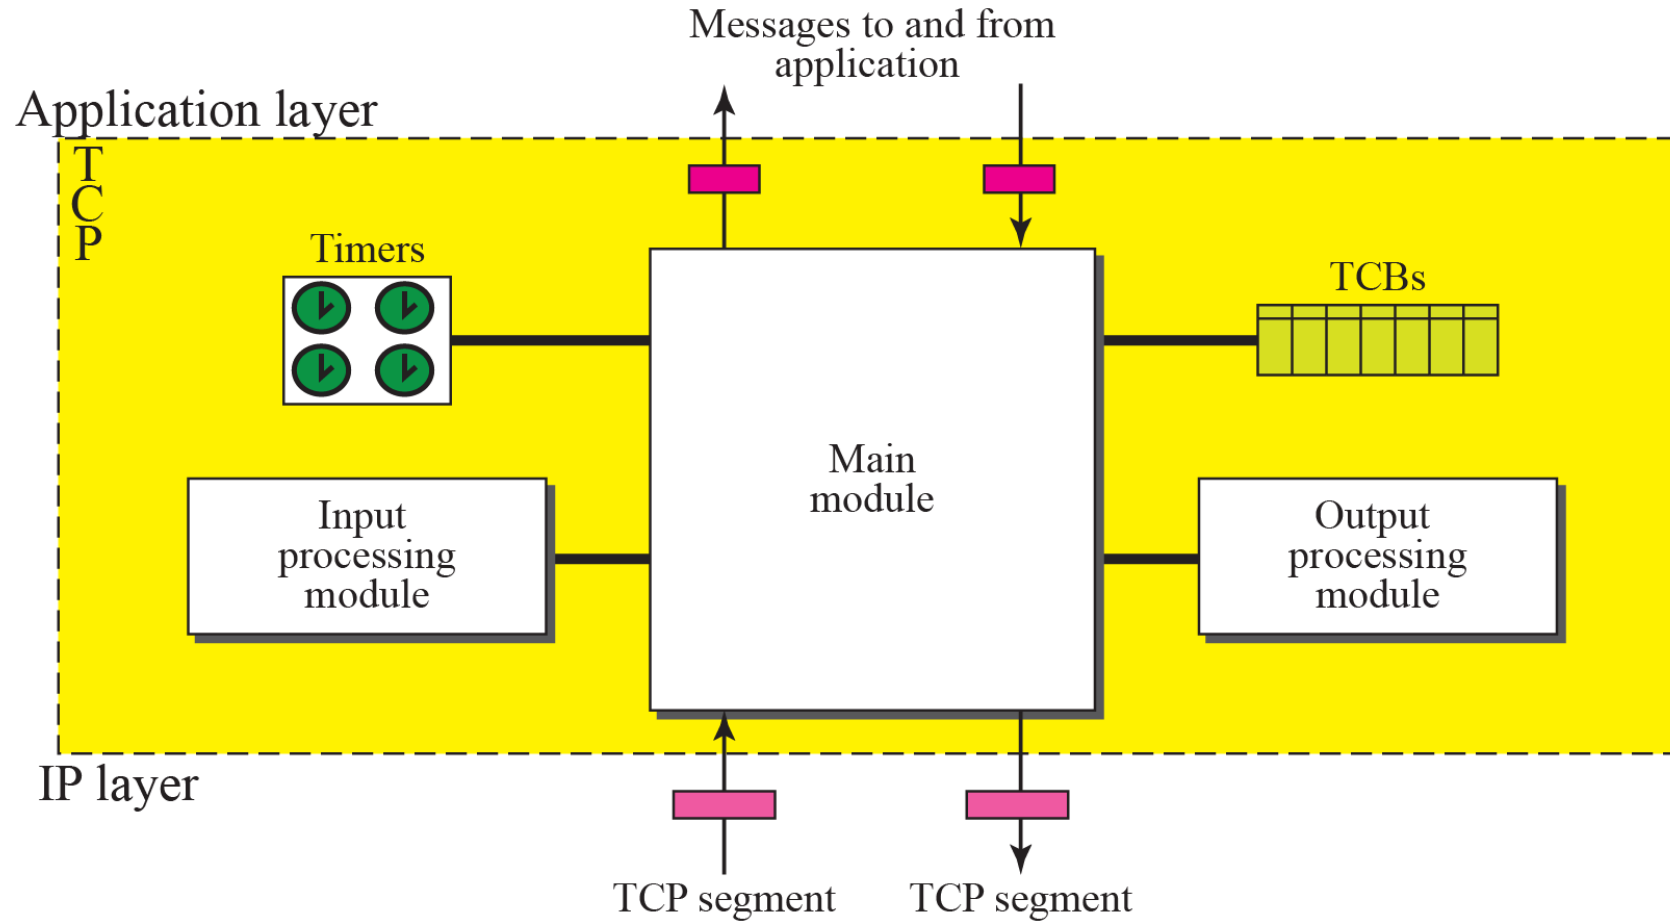 Messages to and from
application
Application layer
T
C
P
Timers
TCBs
Main
module
Input
processing
module
Output
processing
module
IP layer
TCP segment
TCP segment